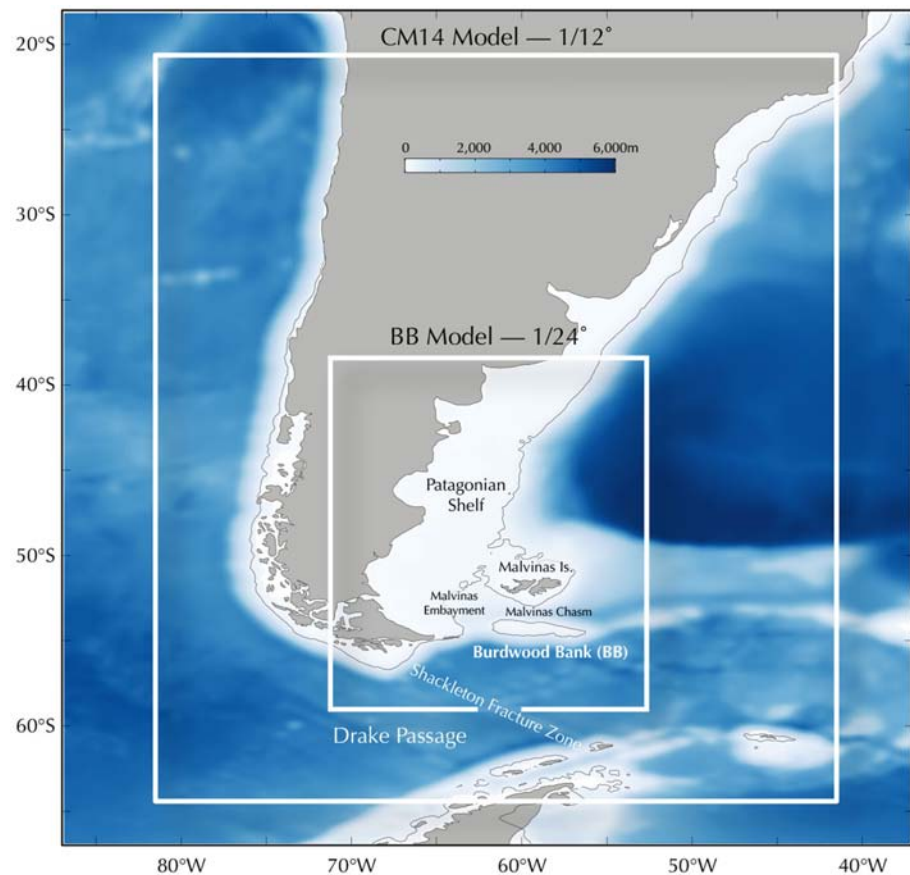 CM14 Model — 1/12°
20°S
0 2,000 4,000 6,000m
30°S
BB Model — 1/24°
40°S
Patagonian
Shelf
50°S
Malvinas Is.
Malvinas
Embayment
Malvinas Chasm
Burdwood Bank (BB)
Shackleton Fracture Zone
60°S
Drake Passage
80°W 70°W 60°W 50°W 40°W